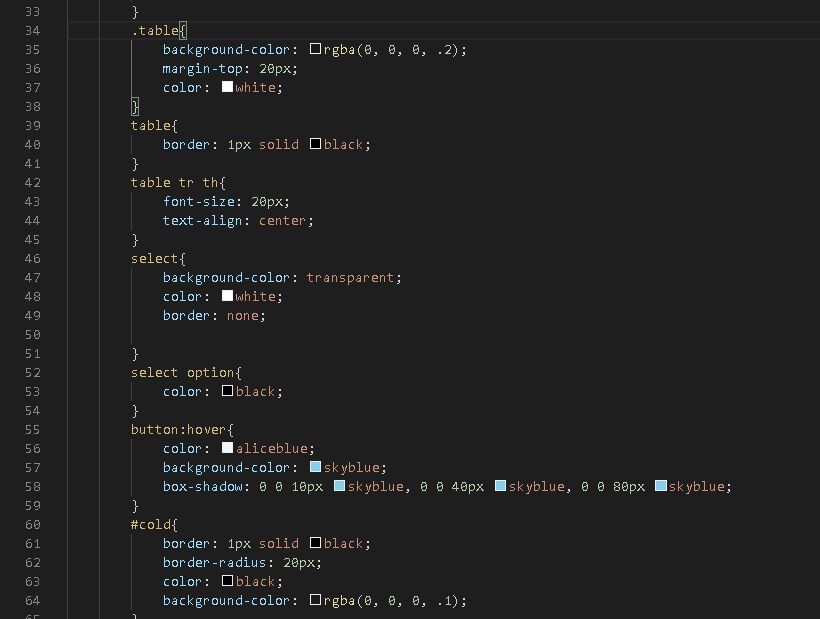 33 }
34 .table{
35 background-color: rgba(0, 0, 0, .2);
36 margin-top: 20px;
37 color: white;
38 }
39 table{
40 border: 1px solid black;
41 }
42 table tr th{
43 font-size: 20px;
44 text-align: center;
45 }
46 select{
47 background-color: transparent;
48 color: white;
49 border: none;
50
51 }
52 select option{
53 color: black;
54 }
55 button:hover{
56 color: aliceblue;
57 background-color: skyblue;
58 box-shadow: 0 0 10px skyblue, 0 0 40px skyblue, 0 0 80px skyblue;
59 }
60 #cold{
61 border: 1px solid black;
62 border-radius: 20px;
63 color: black;
64 background-color: rgba(0, 0, 0, .1);
65 }